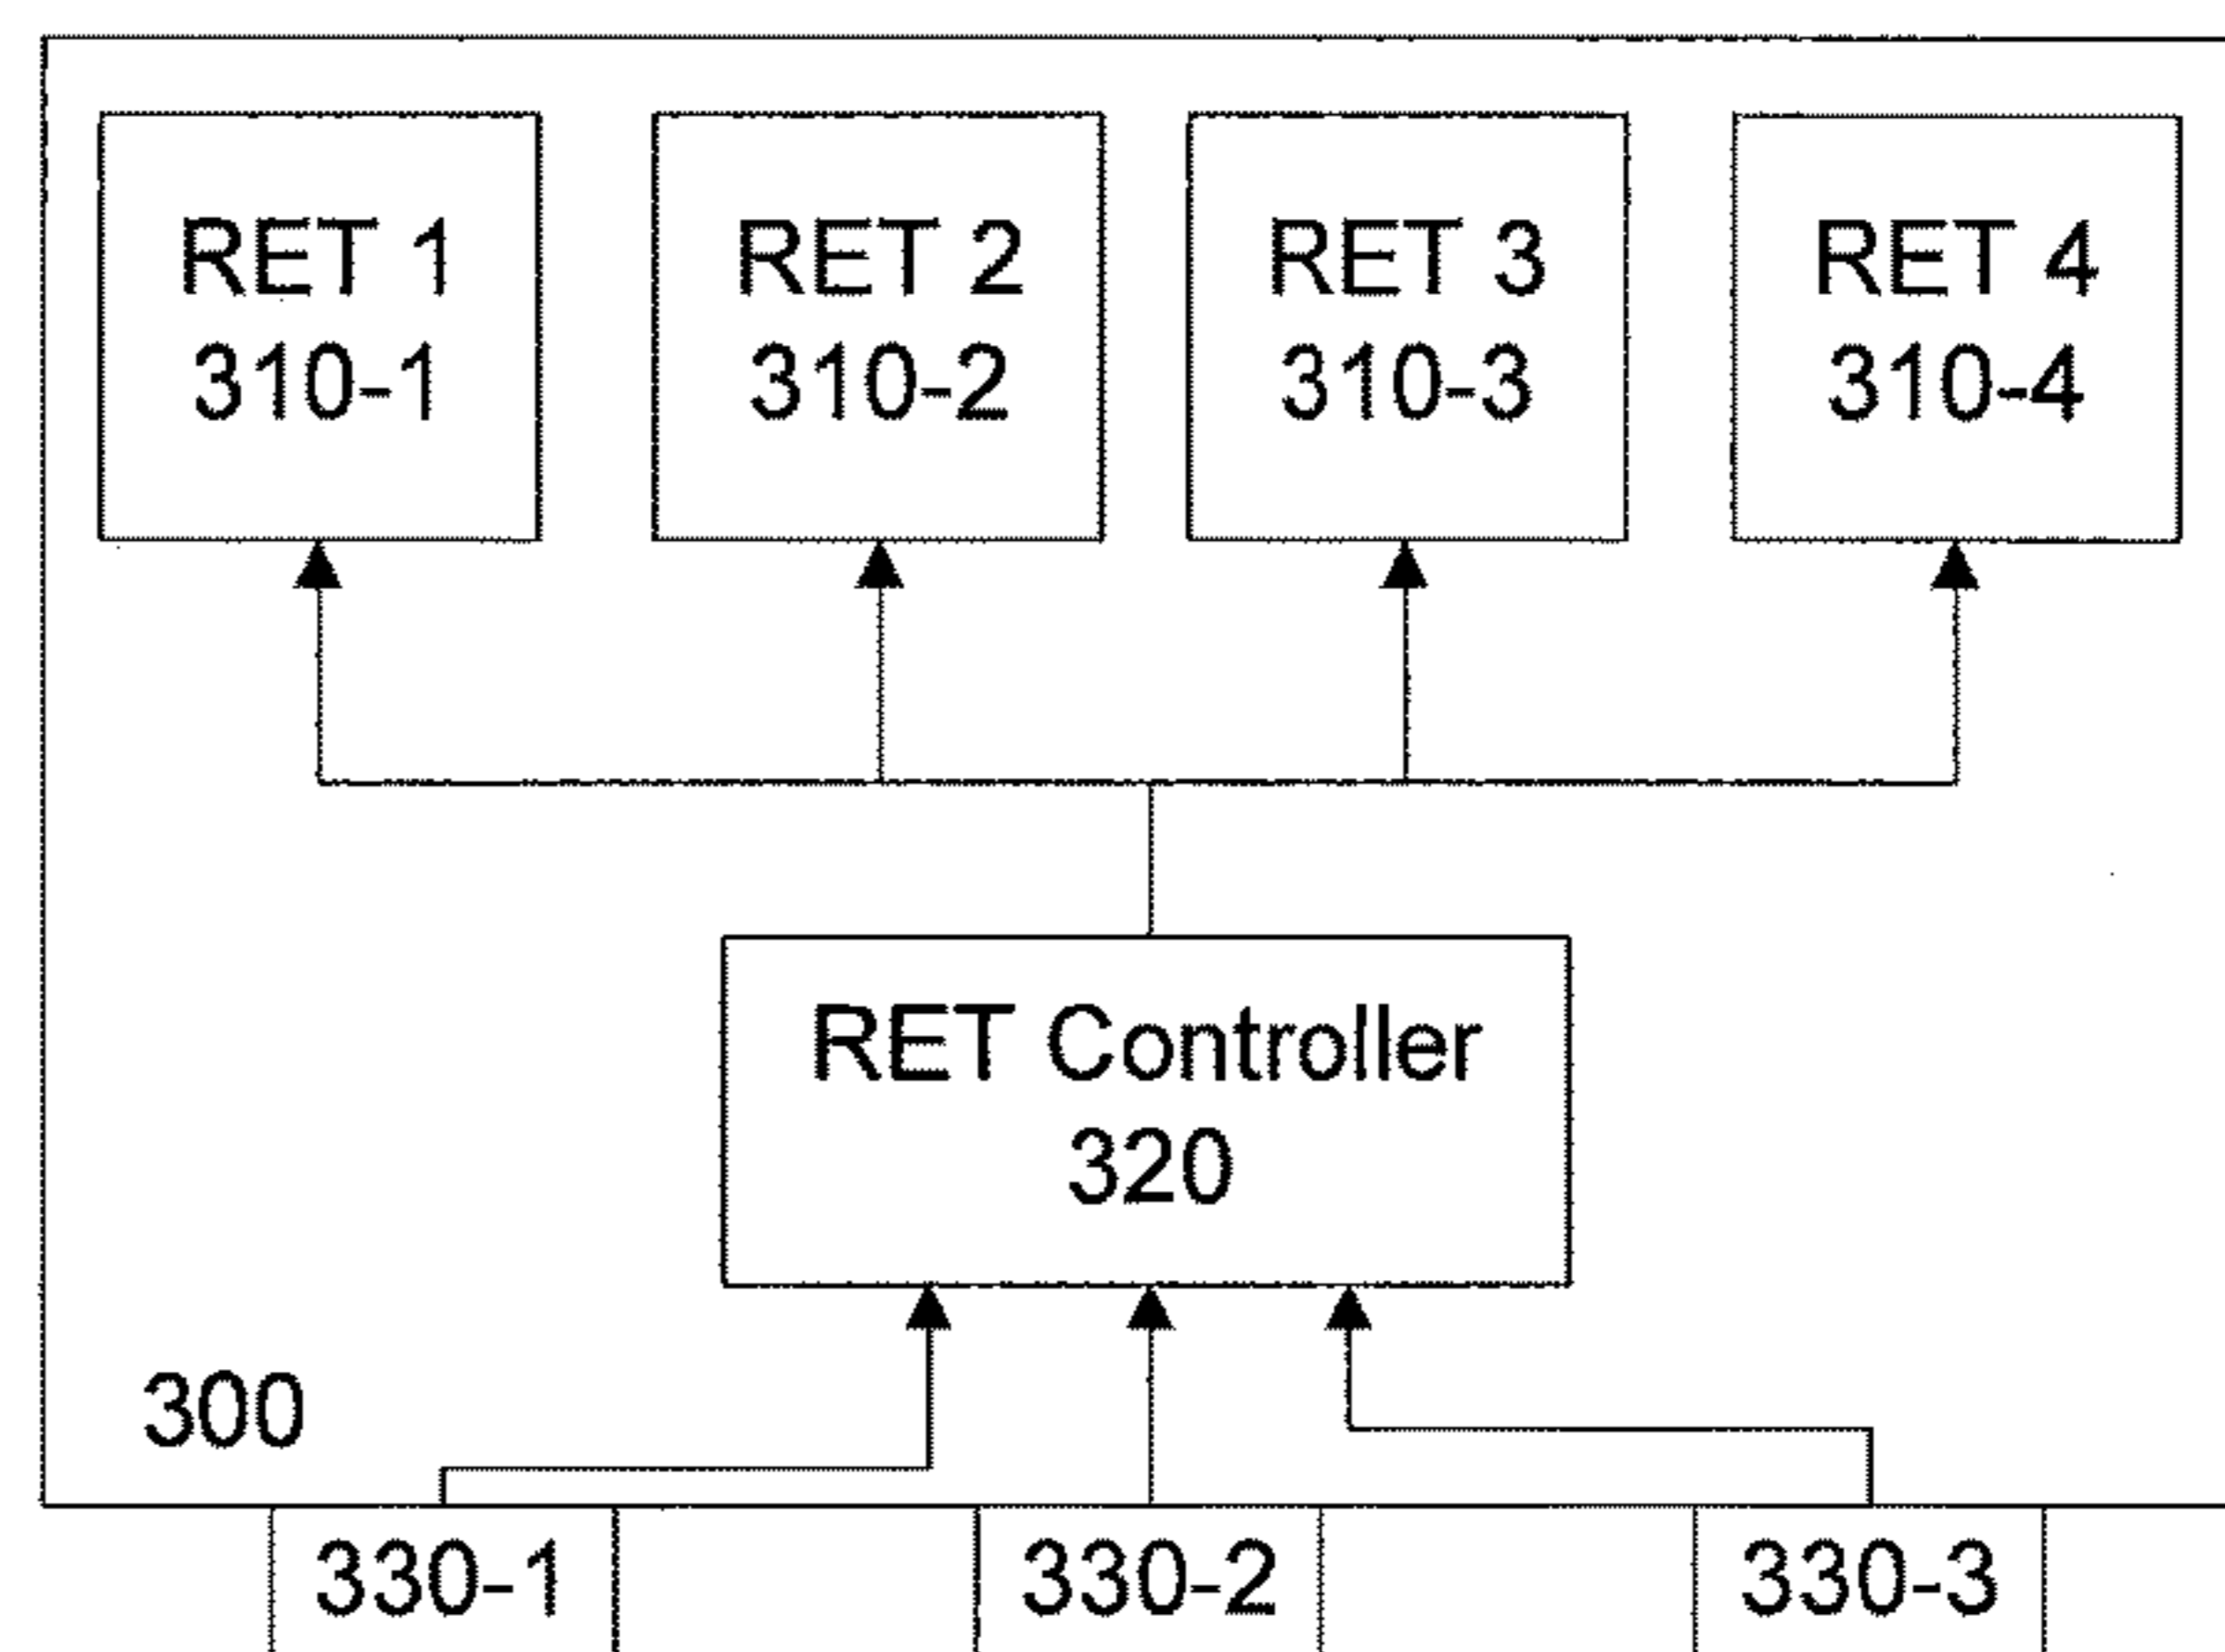 RET 1
310-1
RET 2
310-2
RET 3
310-3
RET 4
310-4
RET Controller
320
300
330-1
330-2
330-3